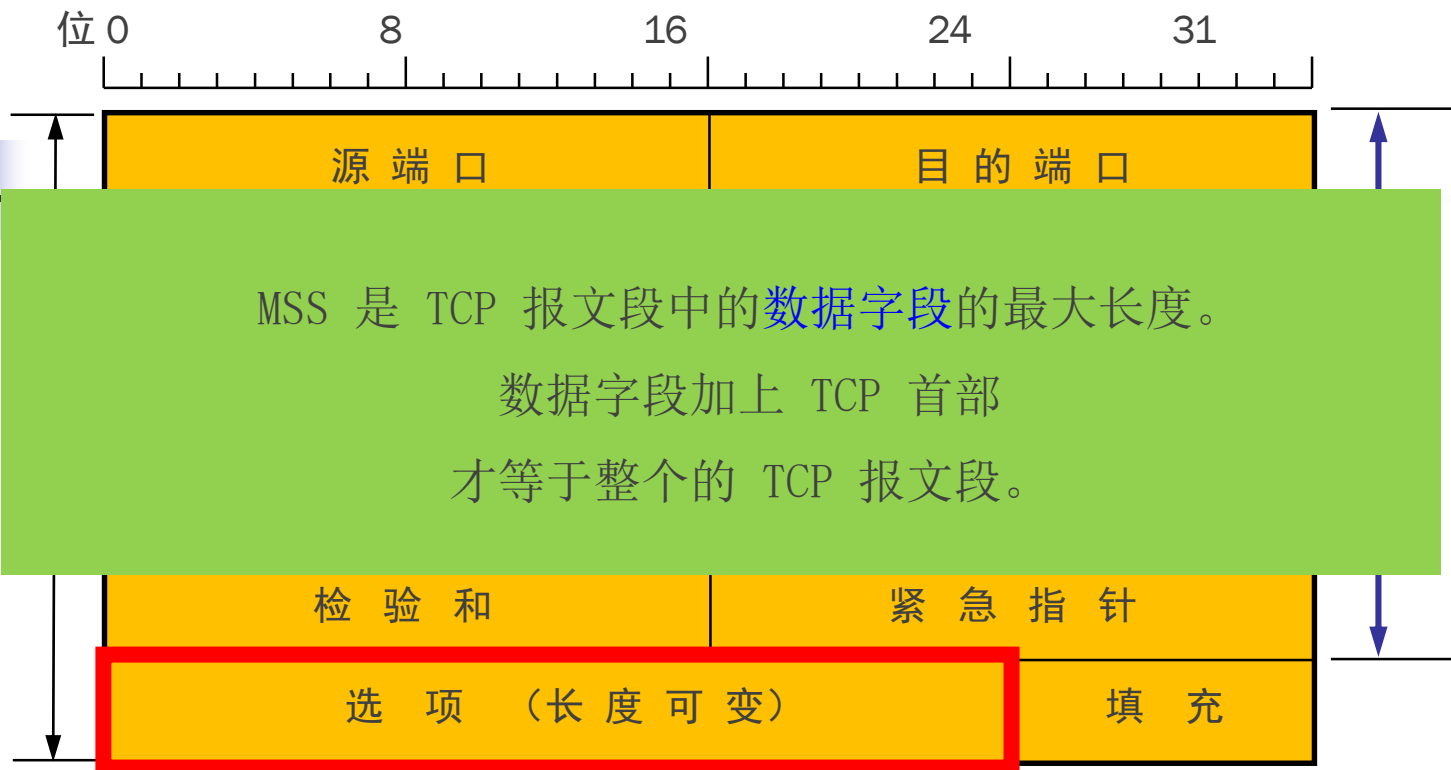 位 0 8 16 24 31
源 端 口 目 的 端 口
MSS 是 TCP 报文段中的数据字段的最大长度。
数据字段加上 TCP 首部
才等于整个的 TCP 报文段。
检 验 和 紧 急 指 针
选 项 （长 度 可 变） 填 充